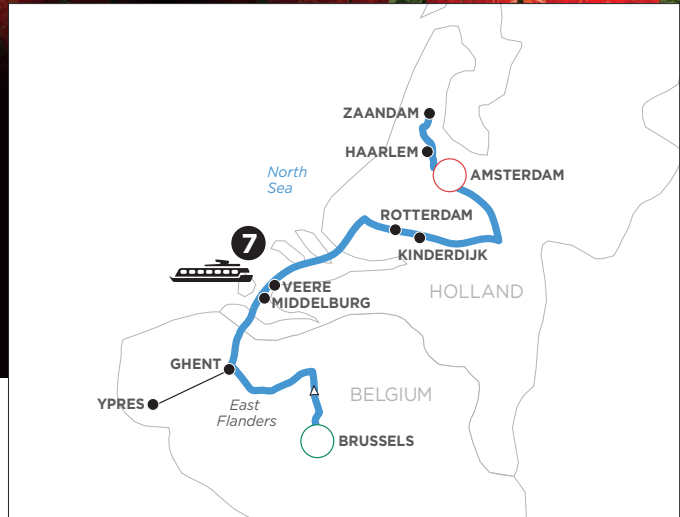 ZAANDAM
HAARLEM
AMSTERDAM
North
Sea
ROTTERDAM
KINDERDIJK
7
VEERE
MIDDELBURG
HOLLAND
GHENT
YPRES
East
Flanders
BELGIUM
BRUSSELS